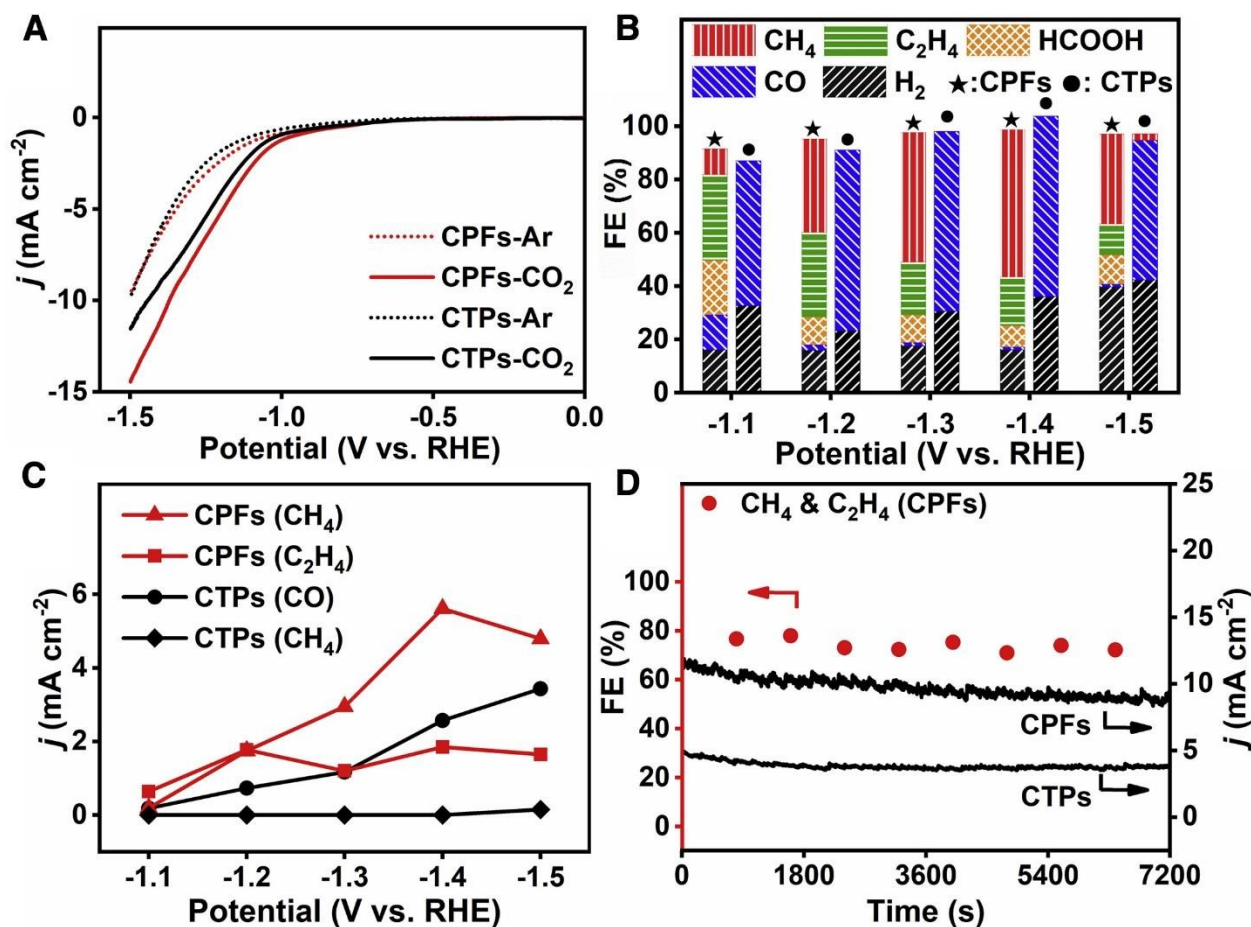 A
0
-5
-10
-15
j (mA cm⁻²)
CPFs-Ar
CPFs-CO₂
CTPs-Ar
CTPs-CO₂
-1.5 -1.0 -0.5 0.0
Potential (V vs. RHE)
B
CH₄ C₂H₄ HCOOH
CO H₂ ★:CPFs ●: CTPs
100
80
60
40
20
0
FE (%)
-1.1 -1.2 -1.3 -1.4 -1.5
Potential (V vs. RHE)
C
CPFs (CH₄)
CPFs (C₂H₄)
CTPs (CO)
CTPs (CH₄)
6
4
2
0
j (mA cm⁻²)
-1.1 -1.2 -1.3 -1.4 -1.5
Potential (V vs. RHE)
D
CH₄ & C₂H₄ (CPFs)
100
80
60
40
20
0
FE (%)
CPFs
CTPs
25
20
15
10
5
0
j (mA cm⁻²)
0 1800 3600 5400 7200
Time (s)